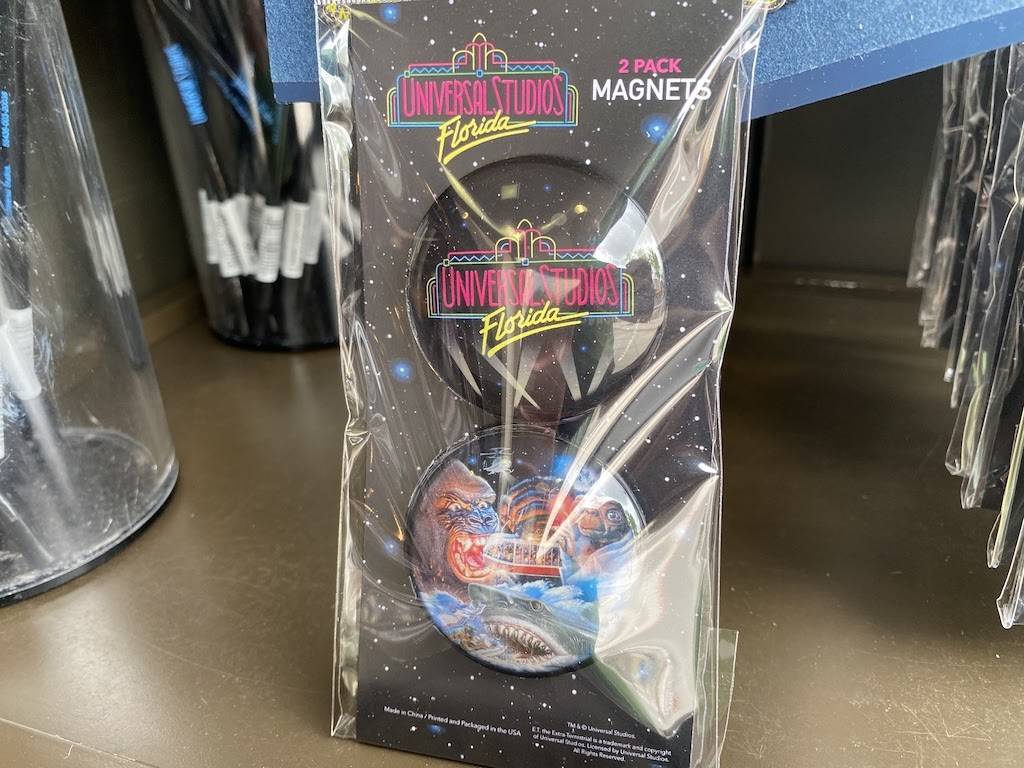 UNIVERSAL STUDIOS
Florida
2 PACK
MAGNETS
UNIVERSAL STUDIOS
Florida
Made in China / Printed and Packaged in the USA
TM & © Universal Studios.
E.T. the Extra-Terrestrial is a trademark and copyright
of Universal Studios. Licensed by Universal Studios.
All Rights Reserved.